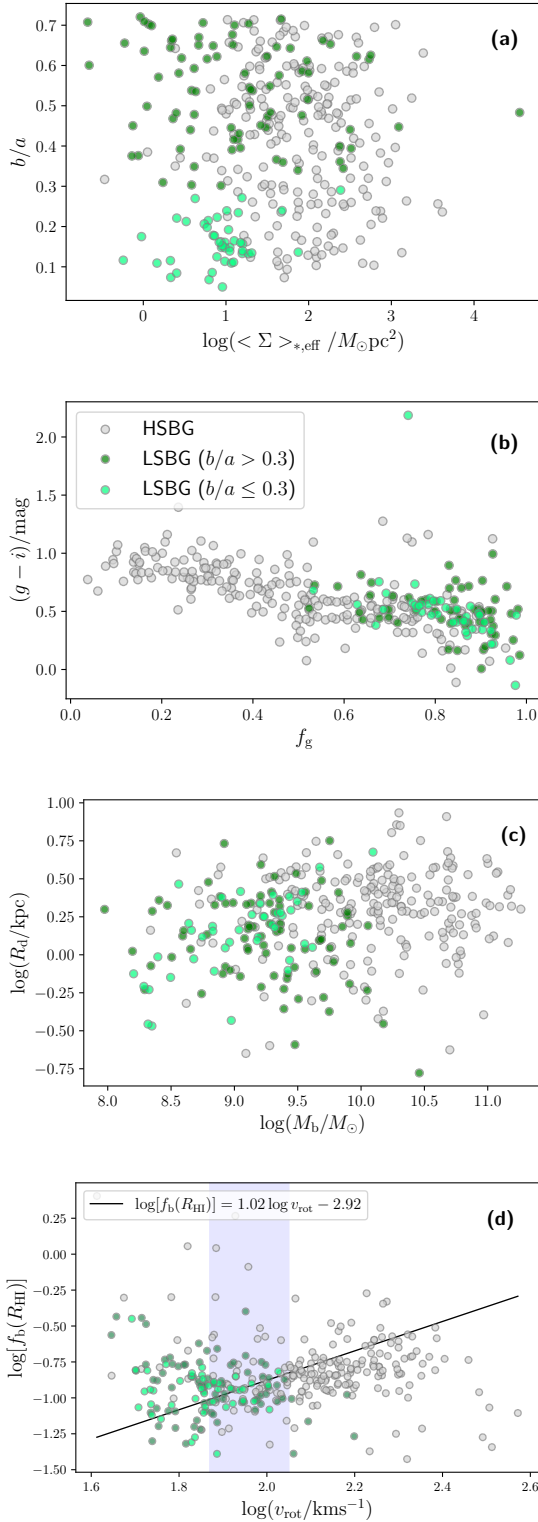 (a)
0.7
0.6
0.5
0.4
0.3
0.2
0.1
b/a
0 1 2 3 4
log(< Σ >∗,eff /M⊙pc²)
(b)
HSBG
LSBG (b/a > 0.3)
LSBG (b/a ≤ 0.3)
2.0
1.5
1.0
0.5
0.0
(g − i)/mag
0.0 0.2 0.4 0.6 0.8 1.0
fg
(c)
1.00
0.75
0.50
0.25
0.00
−0.25
−0.50
−0.75
log(Rd/kpc)
8.0 8.5 9.0 9.5 10.0 10.5 11.0
log(Mb/M⊙)
log[fb(RHI)] = 1.02 log vrot − 2.92
(d)
0.25
0.00
−0.25
−0.50
−0.75
−1.00
−1.25
−1.50
log[fb(RHI)]
1.6 1.8 2.0 2.2 2.4 2.6
log(vrot/kms⁻¹)